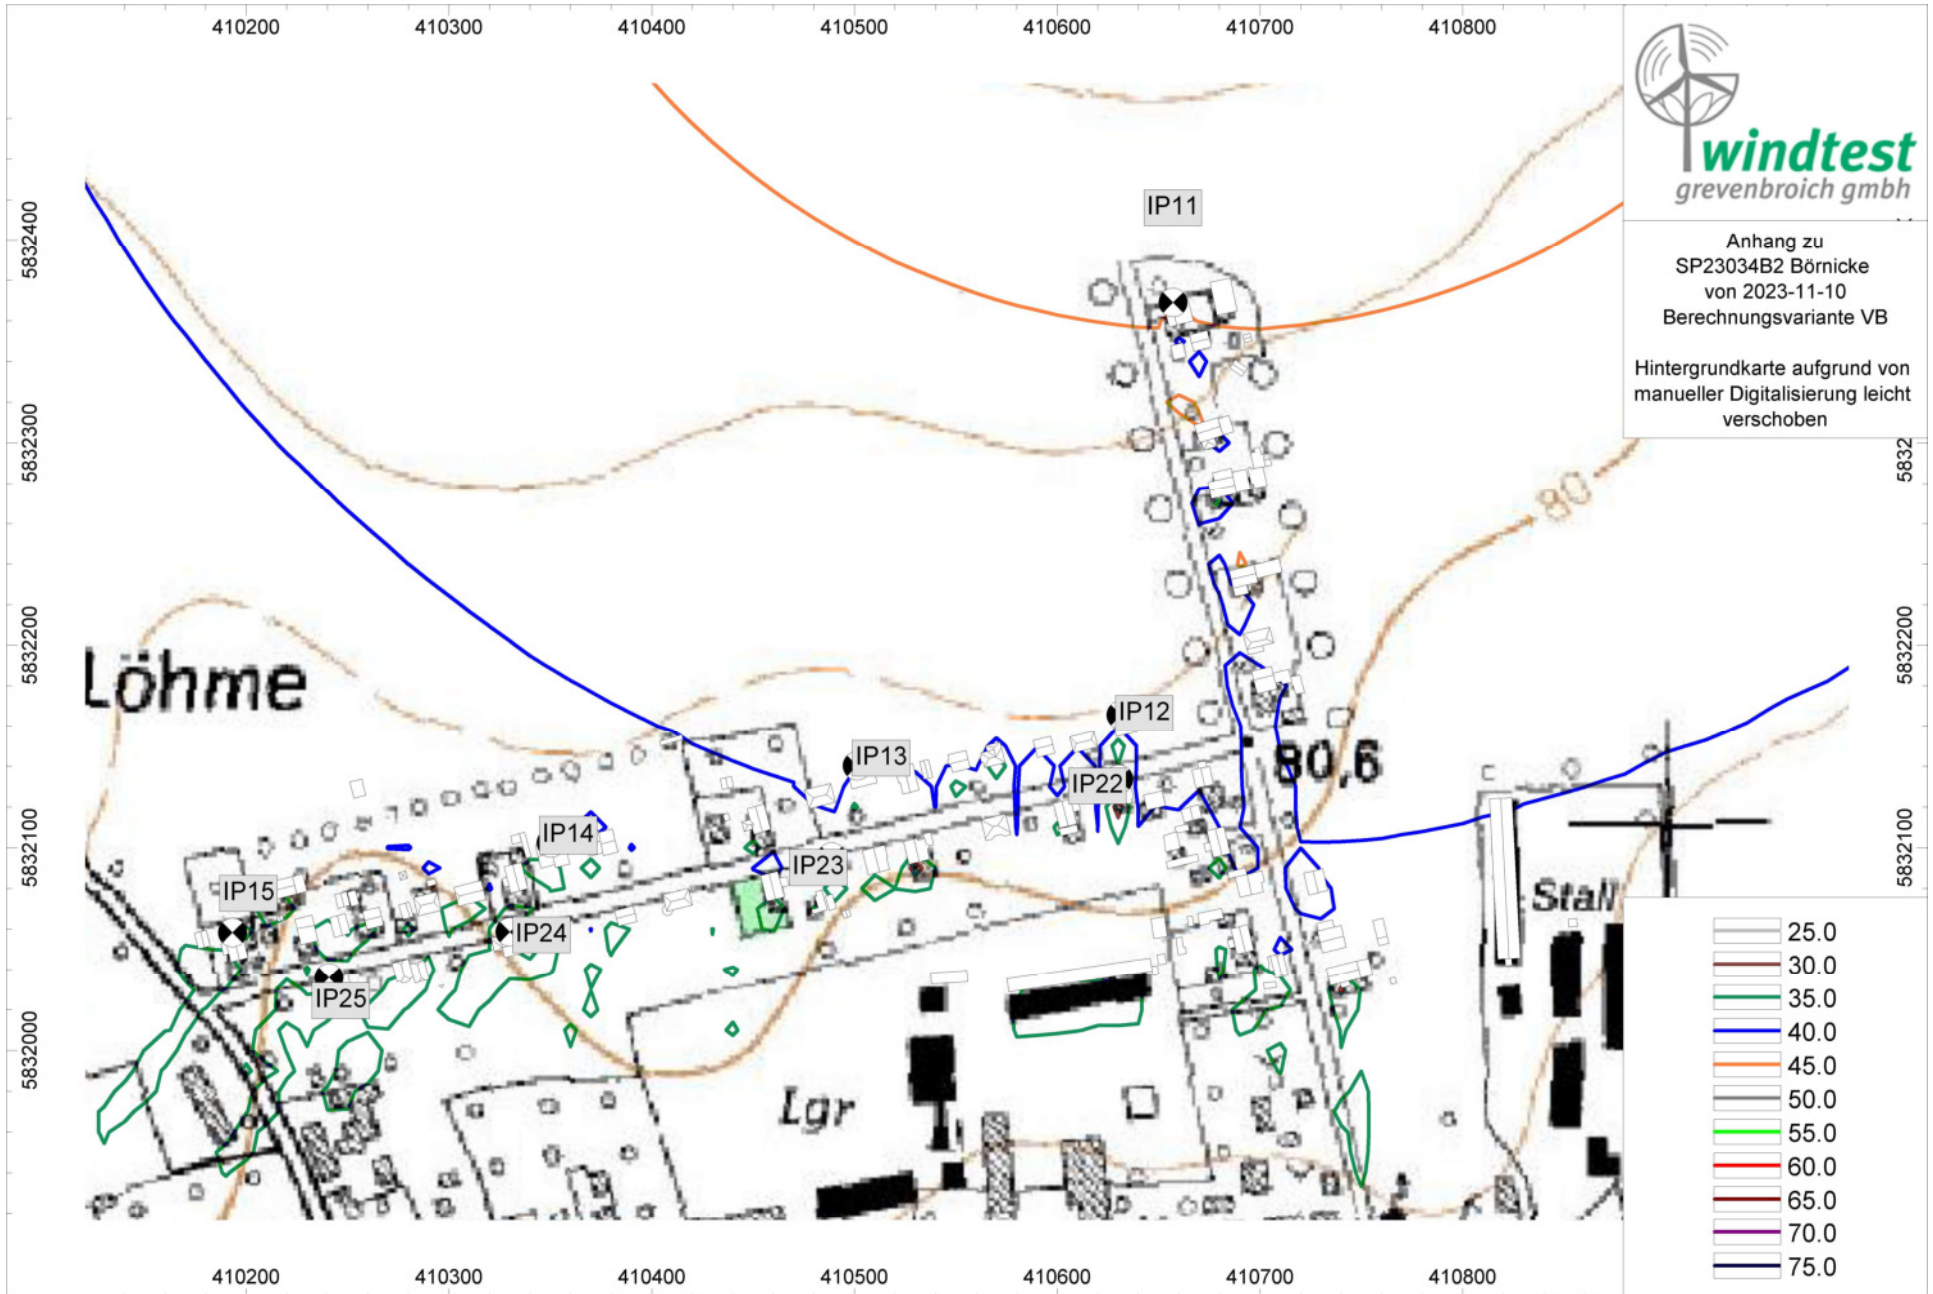 410200 410300 410400 410500 410600 410700 410800
windtest
grevenbroich gmbh
Anhang zu
SP23034B2 Börnicke
von 2023-11-10
Berechnungsvariante VB
Hintergrundkarte aufgrund von
manueller Digitalisierung leicht
verschoben
5832400
5832300
5832200
5832100
5832000
5832
5832200
5832100
IP11
80
Löhme
IP12
IP13
80,6
IP22
IP14
IP23
IP15
Stall
IP24
IP25
Lgr
25.0
30.0
35.0
40.0
45.0
50.0
55.0
60.0
65.0
70.0
75.0
410200 410300 410400 410500 410600 410700 410800